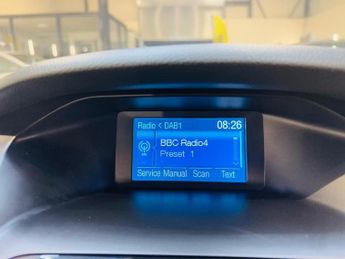 Radio < DAB1 08:26
BBC Radio4
Preset 1
Service Manual Scan Text